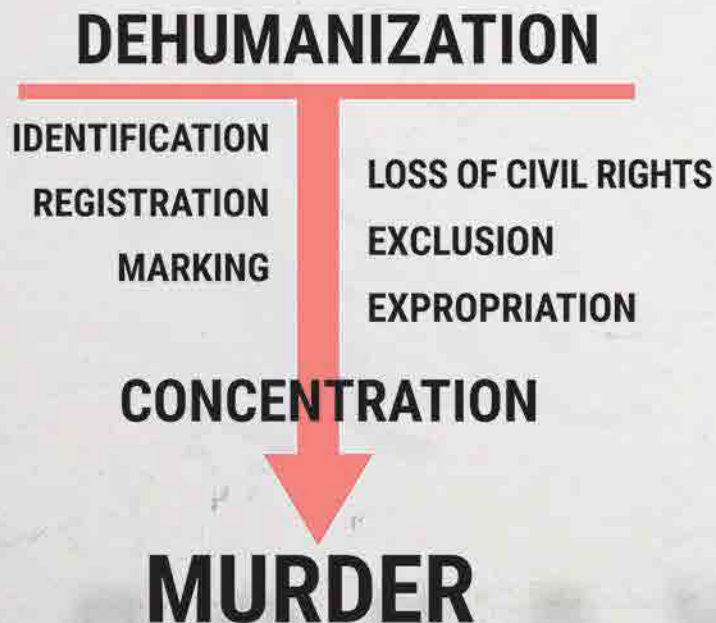 DEHUMANIZATION
IDENTIFICATION
REGISTRATION
MARKING
LOSS OF CIVIL RIGHTS
EXCLUSION
EXPROPRIATION
CONCENTRATION
MURDER